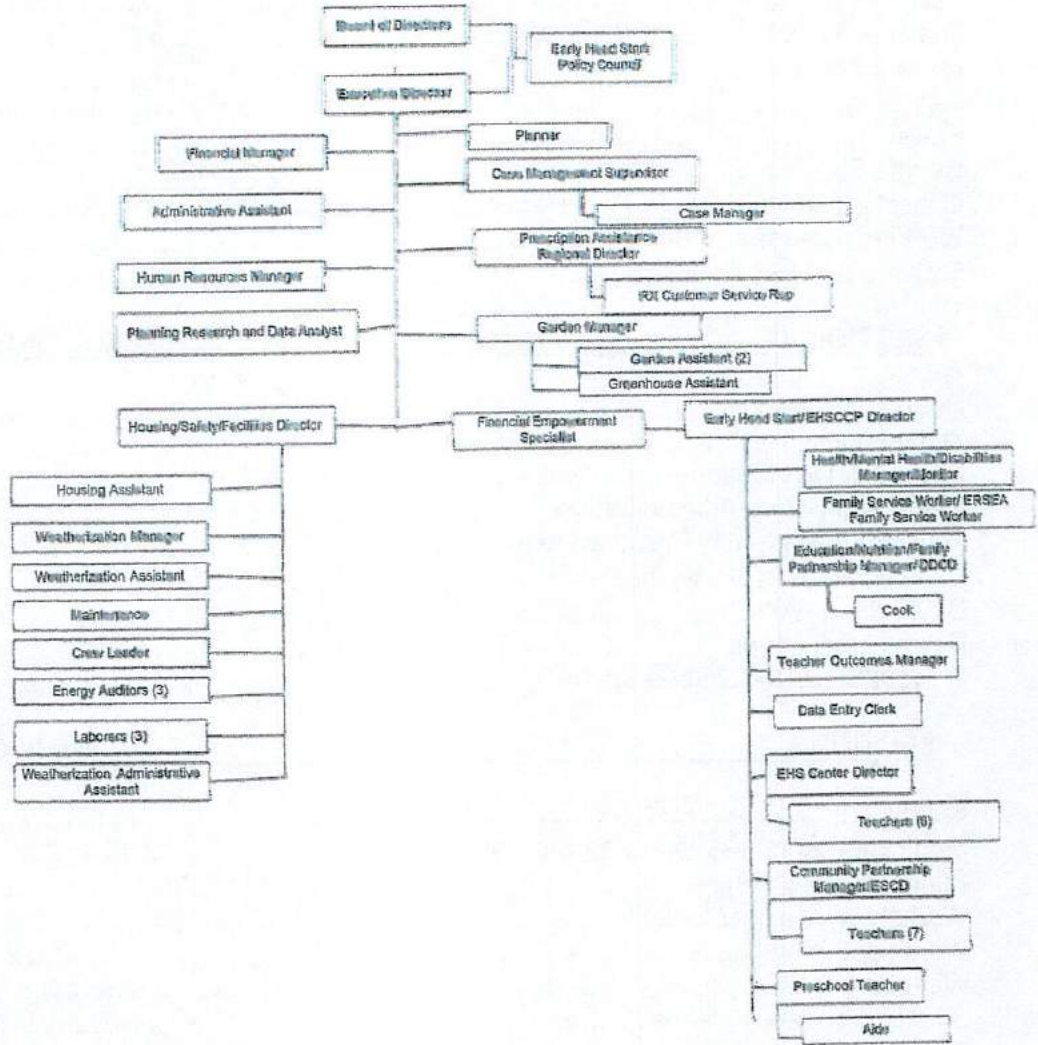 Board of Directors
Early Head Start
Policy Council
Executive Director
Planner
Financial Manager
Case Management Supervisor
Administrative Assistant
Case Manager
Prescription Assistance
Regional Director
Human Resources Manager
RX Customer Service Rep
Planning Research and Data Analyst
Garden Manager
Garden Assistant (2)
Greenhouse Assistant
Housing/Safety/Facilities Director
Financial Empowerment
Specialist
Early Head Start/EHSCCP Director
Housing Assistant
Weatherization Manager
Weatherization Assistant
Maintenance
Crew Leader
Energy Auditors (3)
Laborers (3)
Weatherization Administrative
Assistant
Health/Mental Health/Disabilities
Manager/Monitor
Family Service Worker/ ERSEA
Family Service Worker
Education/Nutrition/Family
Partnership Manager/
Cook
Teacher Outcomes Manager
Data Entry Clerk
EHS Center Director
Teachers
Community Partnership
Manager/ESCD
Teachers (7)
Preschool Teacher
Aide